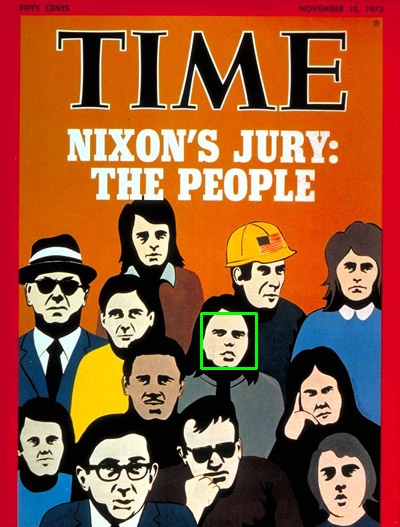 FIFTY CENTS
NOVEMBER 12, 1973
TIME
®
NIXON'S JURY:
THE PEOPLE